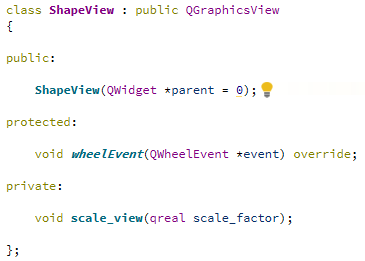 class ShapeView : public QGraphicsView
{
public:
ShapeView(QWidget *parent = 0);
protected:
void wheelEvent(QWheelEvent *event) override;
private:
void scale_view(qreal scale_factor);
};